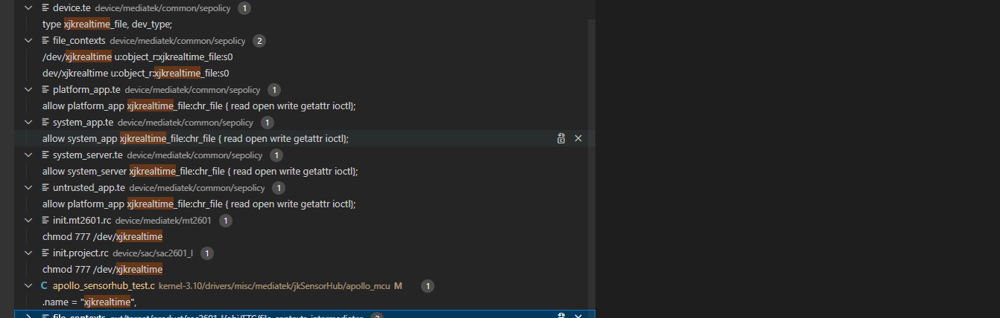 device.te device/mediatek/common/sepolicy 1
type xjkrealtime_file, dev_type;
file_contexts device/mediatek/common/sepolicy 2
/dev/xjkrealtime u:object_r:xjkrealtime_file:s0
dev/xjkrealtime u:object_r:xjkrealtime_file:s0
platform_app.te device/mediatek/common/sepolicy 1
allow platform_app xjkrealtime_file:chr_file { read open write getattr ioctl};
system_app.te device/mediatek/common/sepolicy 1
allow system_app xjkrealtime_file:chr_file { read open write getattr ioctl};
system_server.te device/mediatek/common/sepolicy 1
allow system_server xjkrealtime_file:chr_file { read open write getattr ioctl};
untrusted_app.te device/mediatek/common/sepolicy 1
allow platform_app xjkrealtime_file:chr_file { read open write getattr ioctl};
init.mt2601.rc device/mediatek/mt2601 1
chmod 777 /dev/xjkrealtime
init.project.rc device/sac/sac2601_l 1
chmod 777 /dev/xjkrealtime
C apollo_sensorhub_test.c kernel-3.10/drivers/misc/mediatek/jkSensorHub/apollo_mcu M 1
.name = "xjkrealtime",
file_contexts